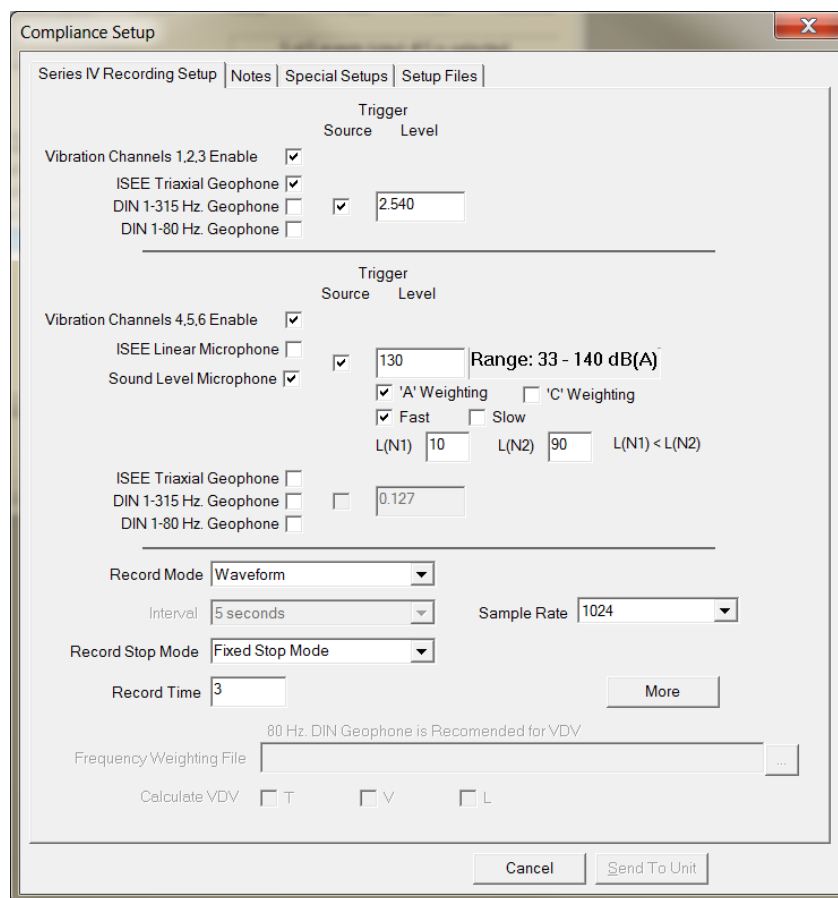 Compliance Setup
Series IV Recording Setup Notes Special Setups Setup Files
Trigger
Source Level
Vibration Channels 1,2,3 Enable
ISEE Triaxial Geophone
DIN 1-315 Hz. Geophone 2.540
DIN 1-80 Hz. Geophone
Trigger
Source Level
Vibration Channels 4,5,6 Enable
ISEE Linear Microphone 130 Range: 33 - 140 dB(A)
Sound Level Microphone
'A' Weighting 'C' Weighting
Fast Slow
L(N1) 10 L(N2) 90 L(N1) < L(N2)
ISEE Triaxial Geophone
DIN 1-315 Hz. Geophone 0.127
DIN 1-80 Hz. Geophone
Record Mode Waveform
Interval 5 seconds Sample Rate 1024
Record Stop Mode Fixed Stop Mode
Record Time 3 More
80 Hz. DIN Geophone is Recomended for VDV
Frequency Weighting File ...
Calculate VDV T V L
Cancel Send To Unit